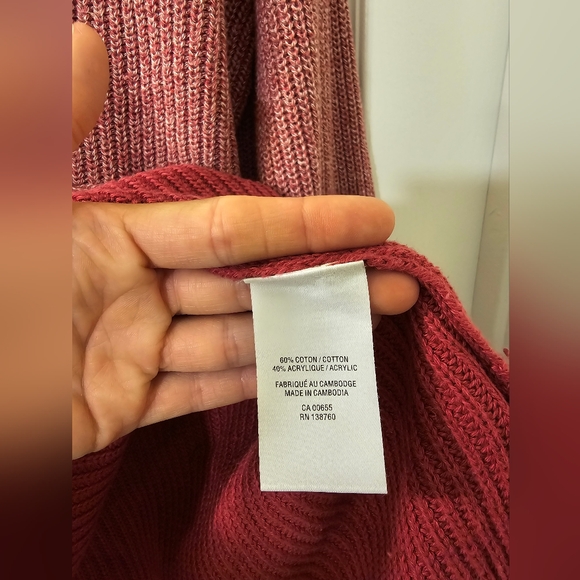 60% COTON / COTTON
40% ACRYLIQUE / ACRYLIC
FABRIQUÉ AU CAMBODGE
MADE IN CAMBODIA
CA 00655
RN 138760